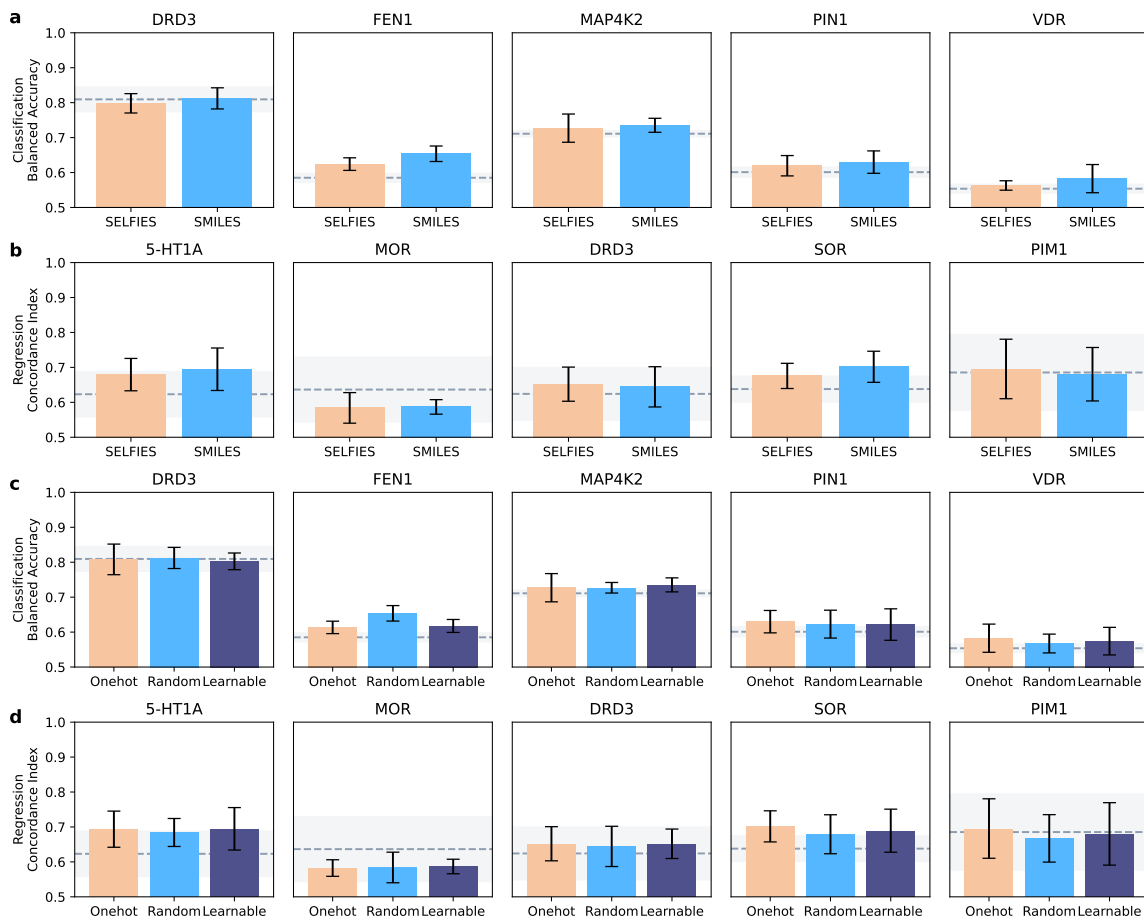 a
DRD3 FEN1 MAP4K2 PIN1 VDR
Classification
Balanced Accuracy
1.0
0.9
0.8
0.7
0.6
0.5
SELFIES SMILES SELFIES SMILES SELFIES SMILES SELFIES SMILES SELFIES SMILES
b
5-HT1A MOR DRD3 SOR PIM1
Regression
Concordance Index
1.0
0.9
0.8
0.7
0.6
0.5
SELFIES SMILES SELFIES SMILES SELFIES SMILES SELFIES SMILES SELFIES SMILES
c
DRD3 FEN1 MAP4K2 PIN1 VDR
Classification
Balanced Accuracy
1.0
0.9
0.8
0.7
0.6
0.5
Onehot Random Learnable Onehot Random Learnable Onehot Random Learnable Onehot Random Learnable Onehot Random Learnable
d
5-HT1A MOR DRD3 SOR PIM1
Regression
Concordance Index
1.0
0.9
0.8
0.7
0.6
0.5
Onehot Random Learnable Onehot Random Learnable Onehot Random Learnable Onehot Random Learnable Onehot Random Learnable